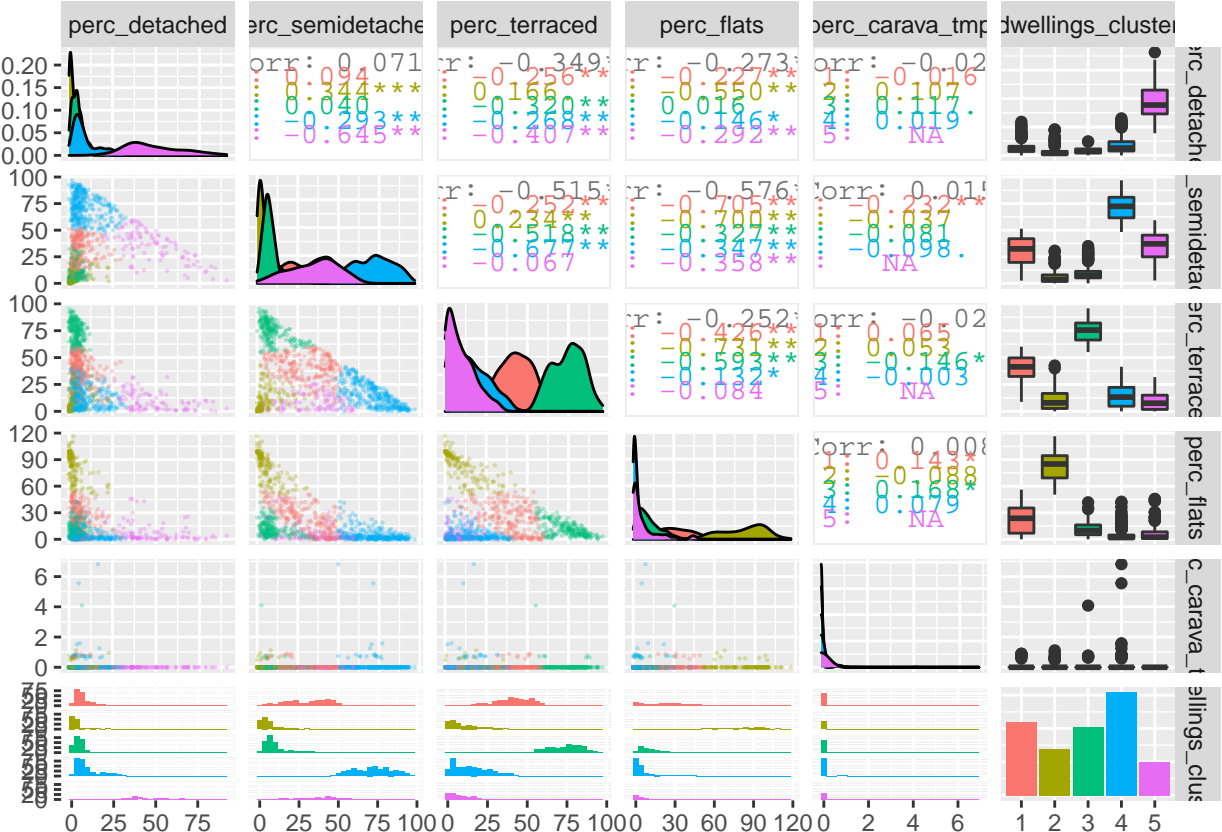 perc_detached erc_semidetache perc_terraced perc_flats perc_carava_tmp dwellings_cluster
0.20
0.15
0.10
0.05
0.00
orr: 0.071
: 0.094
: 0.344***
: 0.040
: −0.293**
: −0.645**
rr: −0.349*
: −0.256**
: 0.166.
: −0.320**
: −0.268**
: −0.407**
rr: −0.273*
: −0.227**
: −0.550**
: 0.016
: −0.146*
: −0.292**
orr: −0.02
1: −0.016
2: 0.107
3: 0.117.
4: 0.019
5: NA
erc_detache
100
75
50
25
0
rr: −0.515*
: −0.252**
: 0.234**
: −0.518**
: −0.677**
: −0.067
rr: −0.576*
: −0.705**
: −0.700**
: −0.327**
: −0.347**
: −0.358**
Corr: 0.015
: −0.232**
: −0.037
: −0.081
: −0.098.
: NA
_semidetac
100
75
50
25
0
rr: −0.252*
: −0.426**
: −0.731**
: −0.593**
: −0.132*
: −0.084
orr: −0.02
1: 0.065
2: 0.053
3: −0.146*
4: −0.003
5: NA
erc_terrace
120
90
60
30
0
Corr: 0.008
1: 0.143*
2: −0.088
3: 0.168*
4: 0.079
5: NA
perc_flats
6
4
2
0
c_carava_t
ellings_clus
0 25 50 75
0 25 50 75 100
0 25 50 75 100
0 30 60 90 120
0 2 4 6
1 2 3 4 5